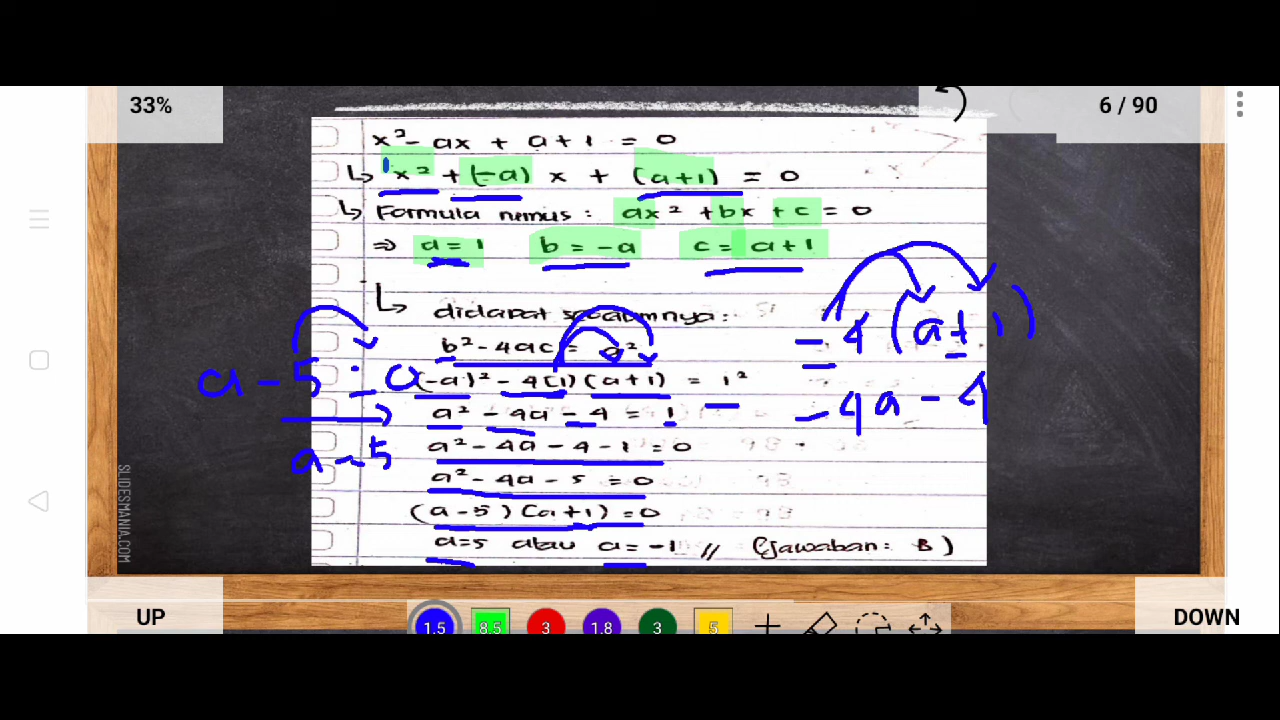 33%
6 / 90
x² - ax + a + 1 = 0
↳ 1x² + (-a) x + (a+1) = 0
↳ Formula nemus : ax² + bx + c = 0
⇒ a = 1 b = -a c = a + 1
↳ didapat :
b² - 4ac =
(-a)² - 4(1) (a+1) = 1²
a² - 4a - 4 = 1
a² - 4a - 4 - 1 = 0
a² - 4a - 5 = 0
(a-5) (a+1) = 0
a=5 atau a = -1 // (Jawaban : B)
a - 5 = 0
a = 5
- 4 (a + 1)
- 4a - 4
SLIDESMANIA.COM
UP
DOWN
1.5 8.5 3 1.8 3 5